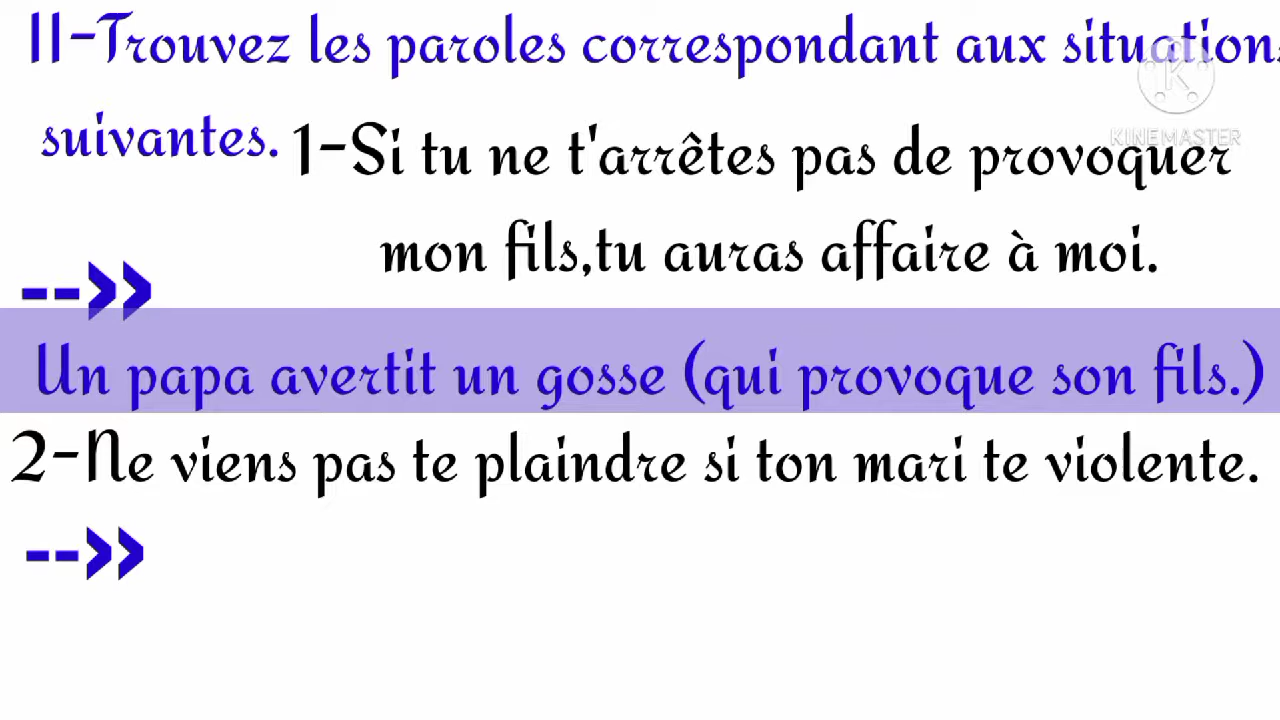 II-Trouvez les paroles correspondant aux situations
suivantes. 1-Si tu ne t'arrêtes pas de provoquer
mon fils,tu auras affaire à moi.
-->>
Un papa avertit un gosse (qui provoque son fils.)
2-Ne viens pas te plaindre si ton mari te violente.
-->>
KINEMASTER